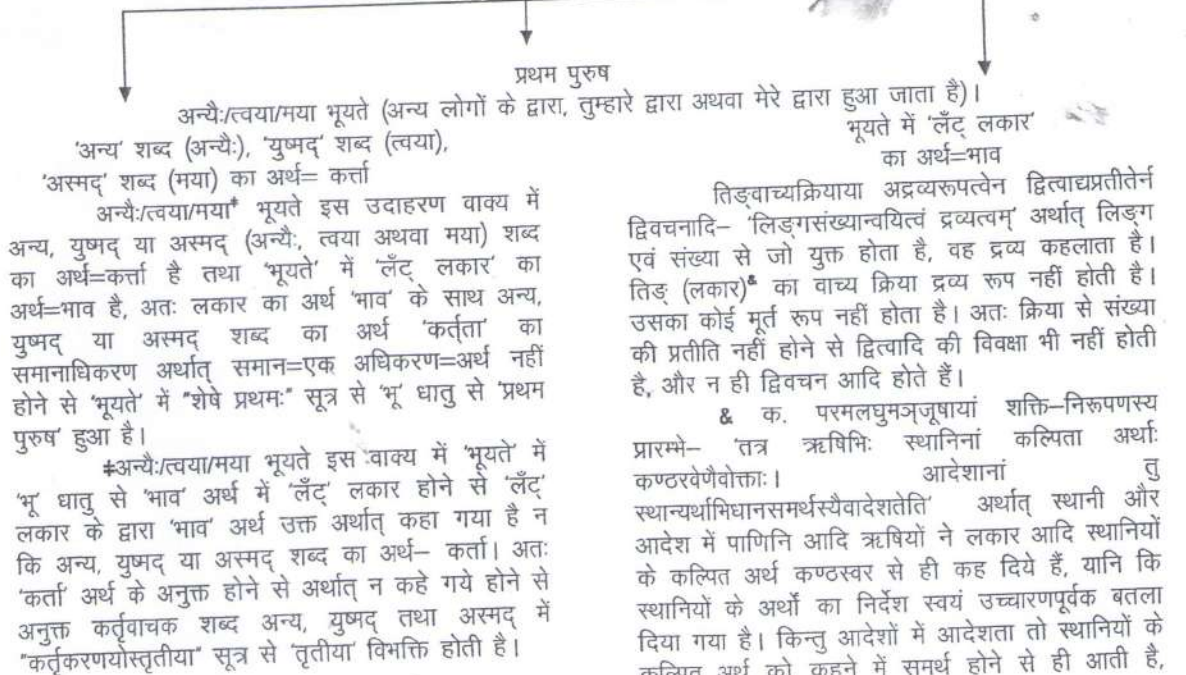 प्रथम पुरुष
अन्यैः/त्वया/मया भूयते (अन्य लोगों के द्वारा, तुम्हारे द्वारा अथवा मेरे द्वारा हुआ जाता है)।
'अन्य' शब्द (अन्यैः), 'युष्मद्' शब्द (त्वया),
'अस्मद्' शब्द (मया) का अर्थ= कर्त्ता
अन्यैः/त्वया/मया‡ भूयते इस उदाहरण वाक्य में
अन्य, युष्मद् या अस्मद् (अन्यैः, त्वया अथवा मया) शब्द
का अर्थ=कर्त्ता है तथा 'भूयते' में 'लँट् लकार' का
अर्थ=भाव है, अतः लकार का अर्थ 'भाव' के साथ अन्य,
युष्मद् या अस्मद् शब्द का अर्थ 'कर्तृता' का
समानाधिकरण अर्थात् समान=एक अधिकरण=अर्थ नहीं
होने से 'भूयते' में "शेषे प्रथमः" सूत्र से 'भू' धातु से 'प्रथम
पुरुष' हुआ है।
‡अन्यैः/त्वया/मया भूयते इस वाक्य में 'भूयते' में
'भू' धातु से 'भाव' अर्थ में 'लँट्' लकार होने से 'लँट्'
लकार के द्वारा 'भाव' अर्थ उक्त अर्थात् कहा गया है न
कि अन्य, युष्मद् या अस्मद् शब्द का अर्थ– कर्ता। अतः
'कर्ता' अर्थ के अनुक्त होने से अर्थात् न कहे गये होने से
अनुक्त कर्तृवाचक शब्द अन्य, युष्मद् तथा अस्मद् में
"कर्तृकरणयोस्तृतीया" सूत्र से 'तृतीया' विभक्ति होती है।
भूयते में 'लँट् लकार'
का अर्थ=भाव
तिङ्वाच्यक्रियाया अद्रव्यरूपत्वेन द्वित्वाद्यप्रतीतेर्न
द्विवचनादि– 'लिङ्गसंख्यान्वयित्वं द्रव्यत्वम्' अर्थात् लिङ्ग
एवं संख्या से जो युक्त होता है, वह द्रव्य कहलाता है।
तिङ् (लकार)& का वाच्य क्रिया द्रव्य रूप नहीं होती है।
उसका कोई मूर्त रूप नहीं होता है। अतः क्रिया से संख्या
की प्रतीति नहीं होने से द्वित्वादि की विवक्षा भी नहीं होती
है, और न ही द्विवचन आदि होते हैं।
& क. परमलघुमञ्जूषायां शक्ति–निरूपणस्य
प्रारम्भे– 'तत्र ऋषिभिः स्थानिनां कल्पिता अर्थाः
कण्ठरवेणैवोक्ताः। आदेशानां तु
स्थान्यर्थाभिधानसमर्थस्यैवादेशतेति' अर्थात् स्थानी और
आदेश में पाणिनि आदि ऋषियों ने लकार आदि स्थानियों
के कल्पित अर्थ कण्ठस्वर से ही कह दिये हैं, यानि कि
स्थानियों के अर्थों का निर्देश स्वयं उच्चारणपूर्वक बतला
दिया गया है। किन्तु आदेशों में आदेशता तो स्थानियों के
कल्पित अर्थ को कहने में समर्थ होने से ही आती है,